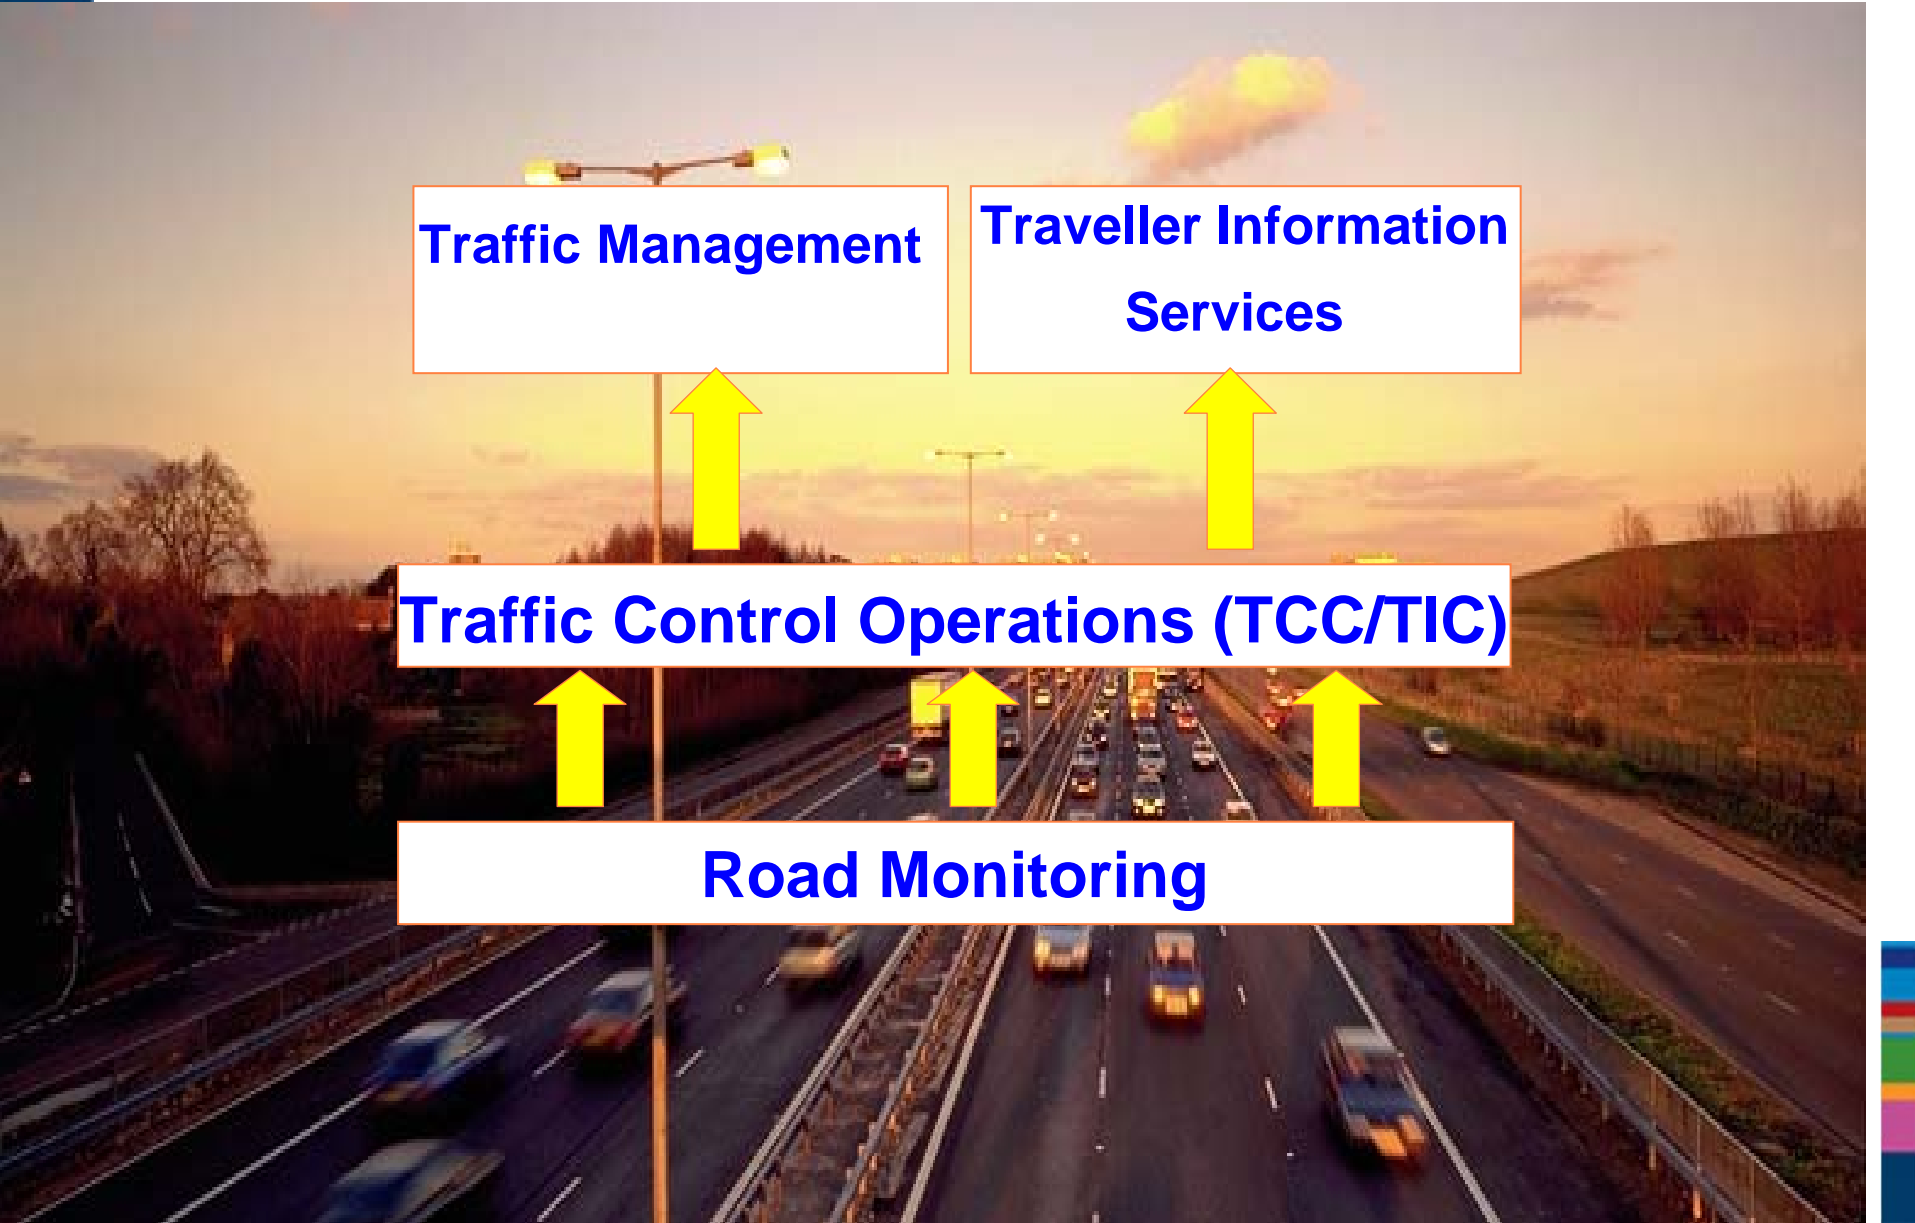 Traffic Management
Traveller Information
Services
Traffic Control Operations (TCC/TIC)
Road Monitoring